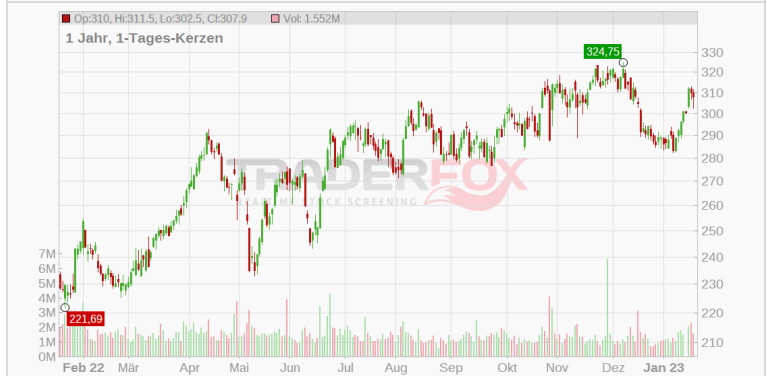 Op:310, Hi:311.5, Lo:302.5, Cl:307.9 Vol: 1.552M
1 Jahr, 1-Tages-Kerzen
324,75
330
320
310
300
290
280
TRADERFOX
270
REALTIME STOCK SCREENING
260
250
7M 240
6M
5M 230
4M
3M 220
221,69
2M
1M 210
0M
Feb 22 Mär Apr Mai Jun Jul Aug Sep Okt Nov Dez Jan 23